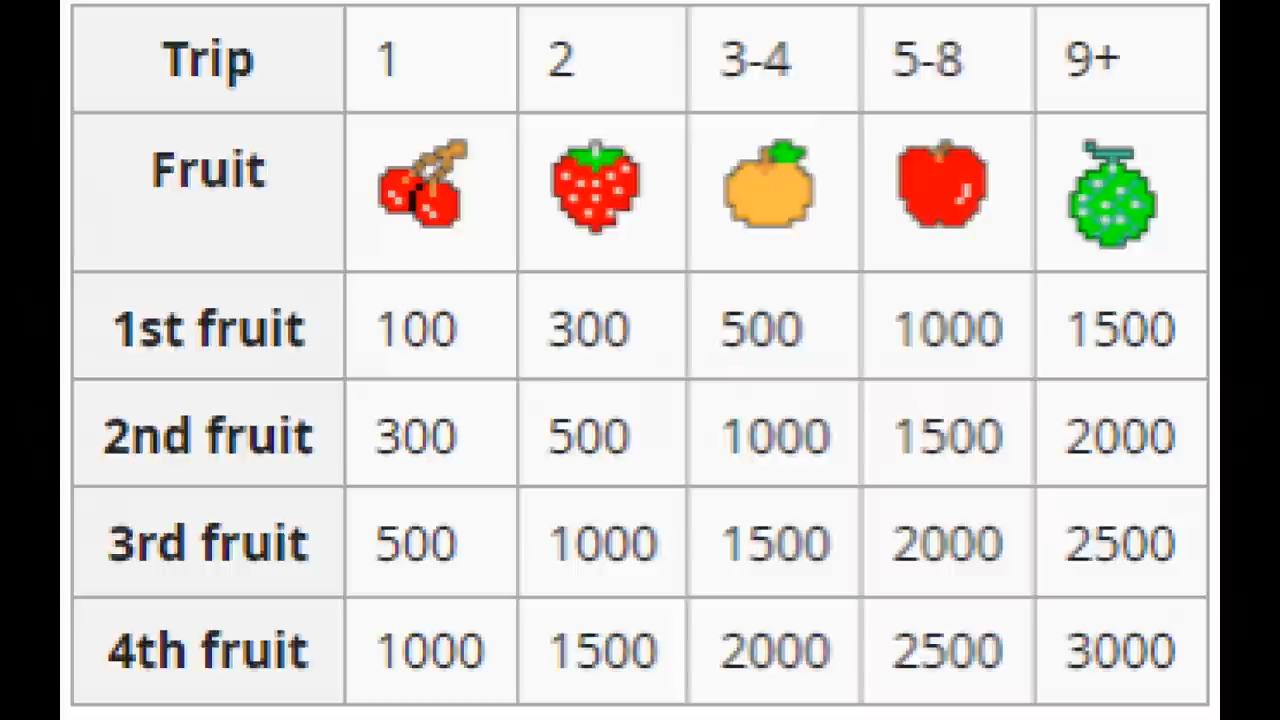 Trip 1 2 3-4 5-8 9+
Fruit
1st fruit 100 300 500 1000 1500
2nd fruit 300 500 1000 1500 2000
3rd fruit 500 1000 1500 2000 2500
4th fruit 1000 1500 2000 2500 3000